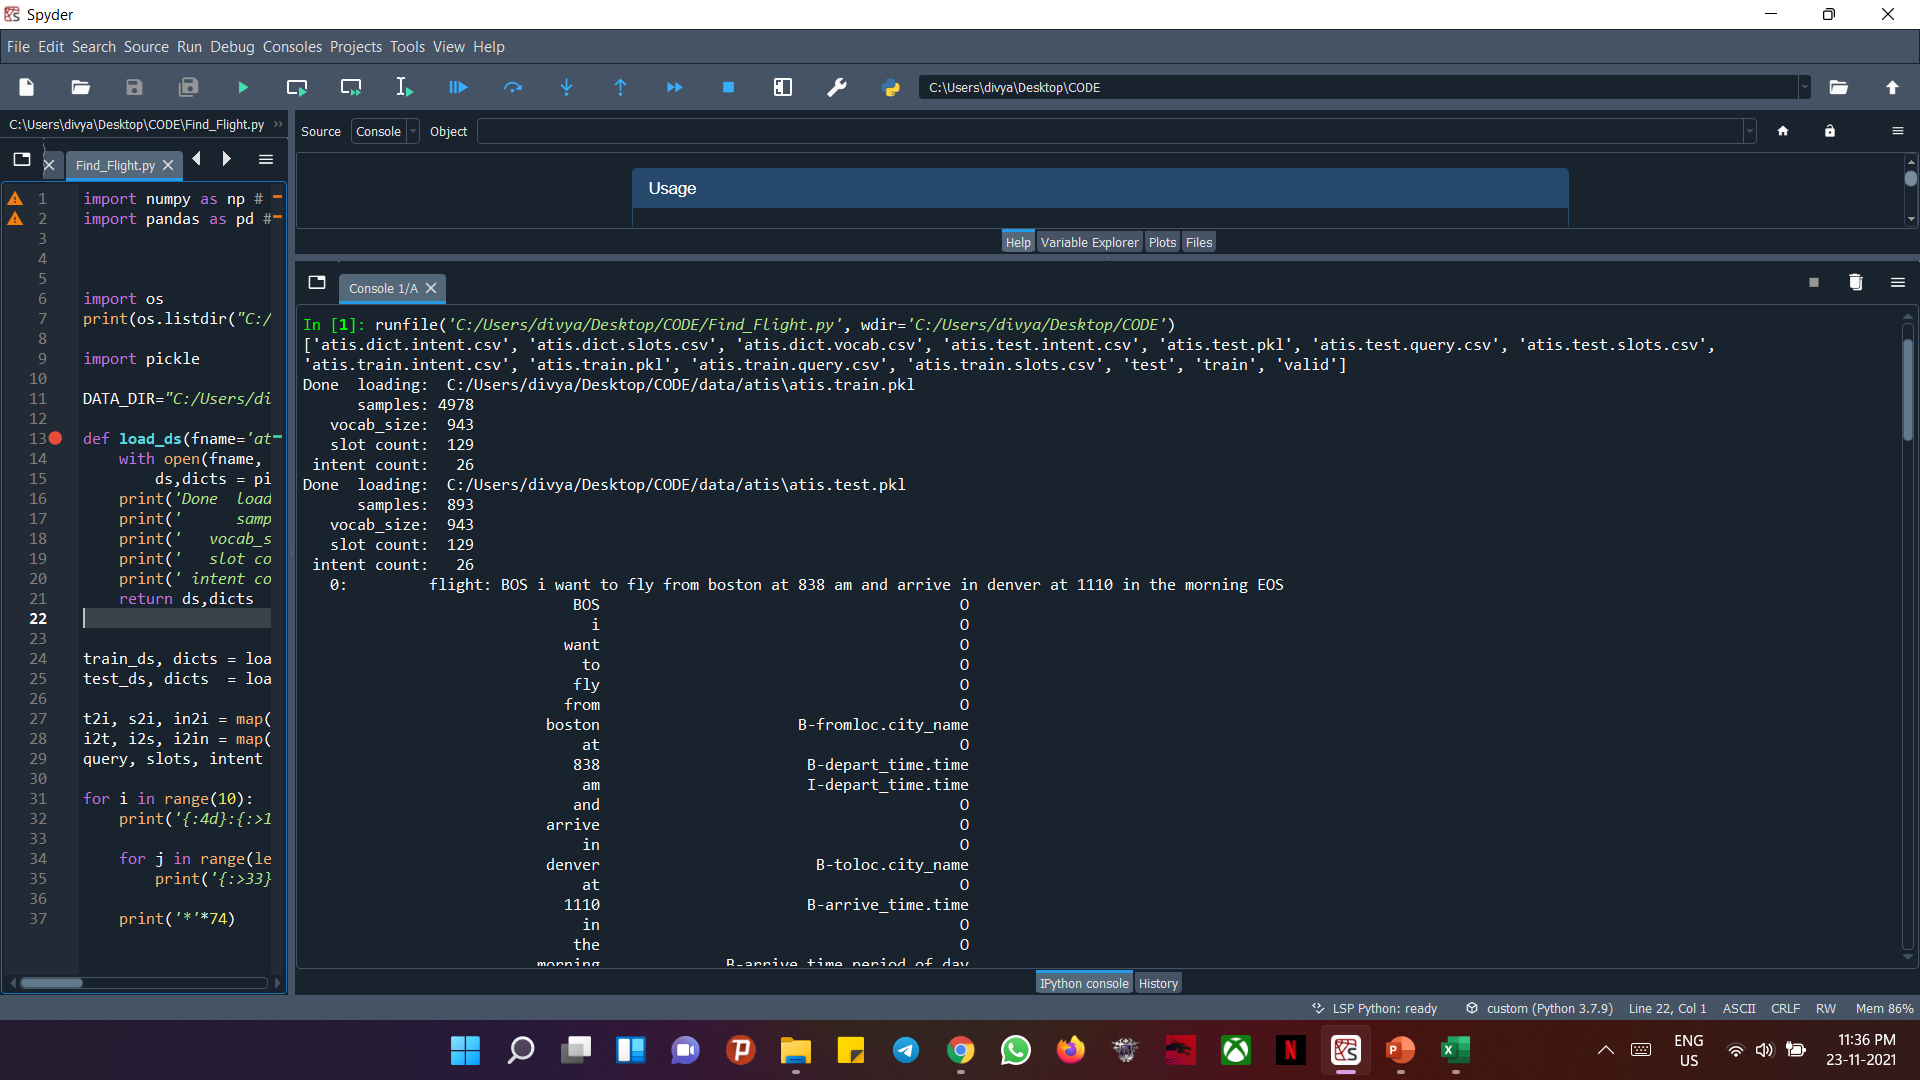 Spyder
File Edit Search Source Run Debug Consoles Projects Tools View Help
C:\Users\divya\Desktop\CODE
C:\Users\divya\Desktop\CODE\Find_Flight.py
Find_Flight.py
1 import numpy as np #
2 import pandas as pd #
3
4
5
6 import os
7 print(os.listdir("C:/
8
9 import pickle
10
11 DATA_DIR="C:/Users/di
12
13 def load_ds(fname='at
14 with open(fname,
15 ds,dicts = pi
16 print('Done  load
17 print('      samp
18 print('   vocab_s
19 print('   slot co
20 print(' intent co
21 return ds,dicts
22
23
24 train_ds, dicts = loa
25 test_ds, dicts  = loa
26
27 t2i, s2i, in2i = map(
28 i2t, i2s, i2in = map(
29 query, slots, intent
30
31 for i in range(10):
32 print('{:4d}:{:>1
33
34 for j in range(le
35 print('{:>33}
36
37 print('*'*74)
Source Console Object
Usage
Help Variable Explorer Plots Files
Console 1/A
In [1]: runfile('C:/Users/divya/Desktop/CODE/Find_Flight.py', wdir='C:/Users/divya/Desktop/CODE')
['atis.dict.intent.csv', 'atis.dict.slots.csv', 'atis.dict.vocab.csv', 'atis.test.intent.csv', 'atis.test.pkl', 'atis.test.query.csv', 'atis.test.slots.csv',
'atis.train.intent.csv', 'atis.train.pkl', 'atis.train.query.csv', 'atis.train.slots.csv', 'test', 'train', 'valid']
Done  loading:  C:/Users/divya/Desktop/CODE/data/atis\atis.train.pkl
samples: 4978
vocab_size:  943
slot count:  129
intent count:   26
Done  loading:  C:/Users/divya/Desktop/CODE/data/atis\atis.test.pkl
samples:  893
vocab_size:  943
slot count:  129
intent count:   26
0:         flight: BOS i want to fly from boston at 838 am and arrive in denver at 1110 in the morning EOS
BOS O
i O
want O
to O
fly O
from O
boston B-fromloc.city_name
at O
838 B-depart_time.time
am I-depart_time.time
and O
arrive O
in O
denver B-toloc.city_name
at O
1110 B-arrive_time.time
in O
the O
morning B-arrive_time.period_of_day
IPython console History
LSP Python: ready custom (Python 3.7.9) Line 22, Col 1 ASCII CRLF RW Mem 86%
ENG
US
11:36 PM
23-11-2021